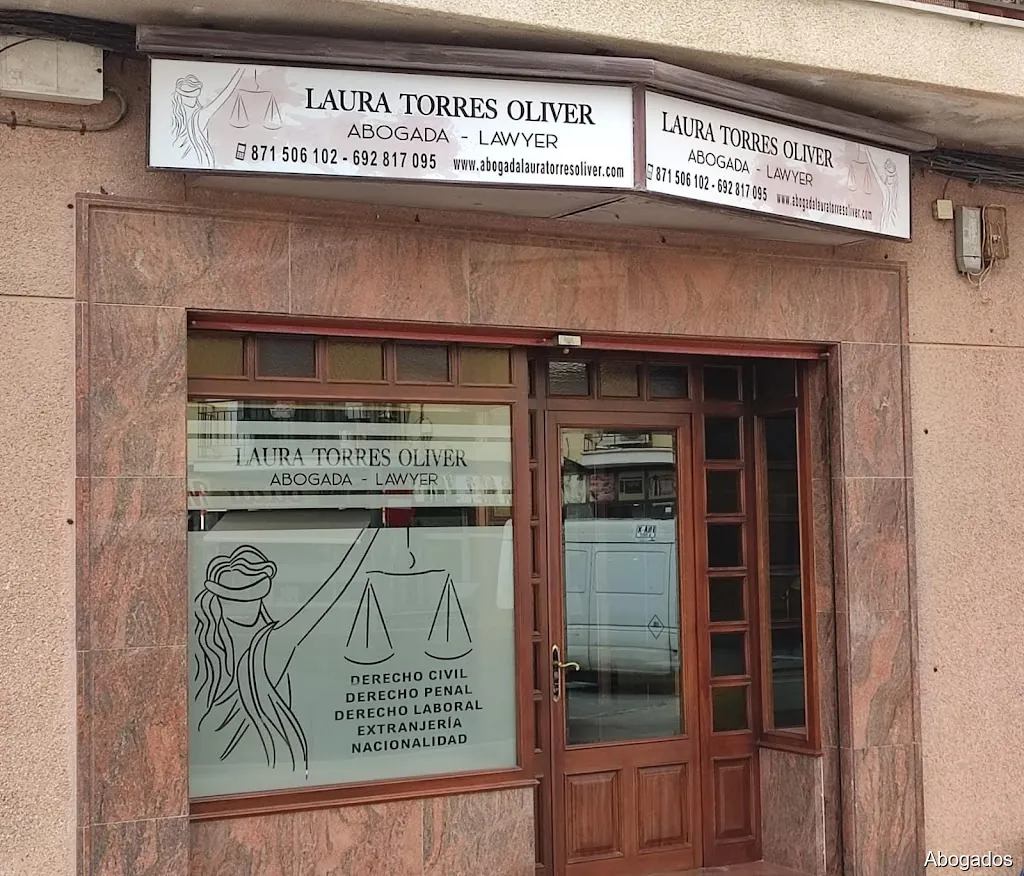 LAURA TORRES OLIVER
ABOGADA - LAWYER
871 506 102 - 692 817 095 www.abogadalauratorresoliver.com
LAURA TORRES OLIVER
ABOGADA - LAWYER
871 506 102 - 692 817 095 www.abogadalauratorresoliver.com
LAURA TORRES OLIVER
ABOGADA - LAWYER
DERECHO CIVIL
DERECHO PENAL
DERECHO LABORAL
EXTRANJERÍA
NACIONALIDAD
Abogados